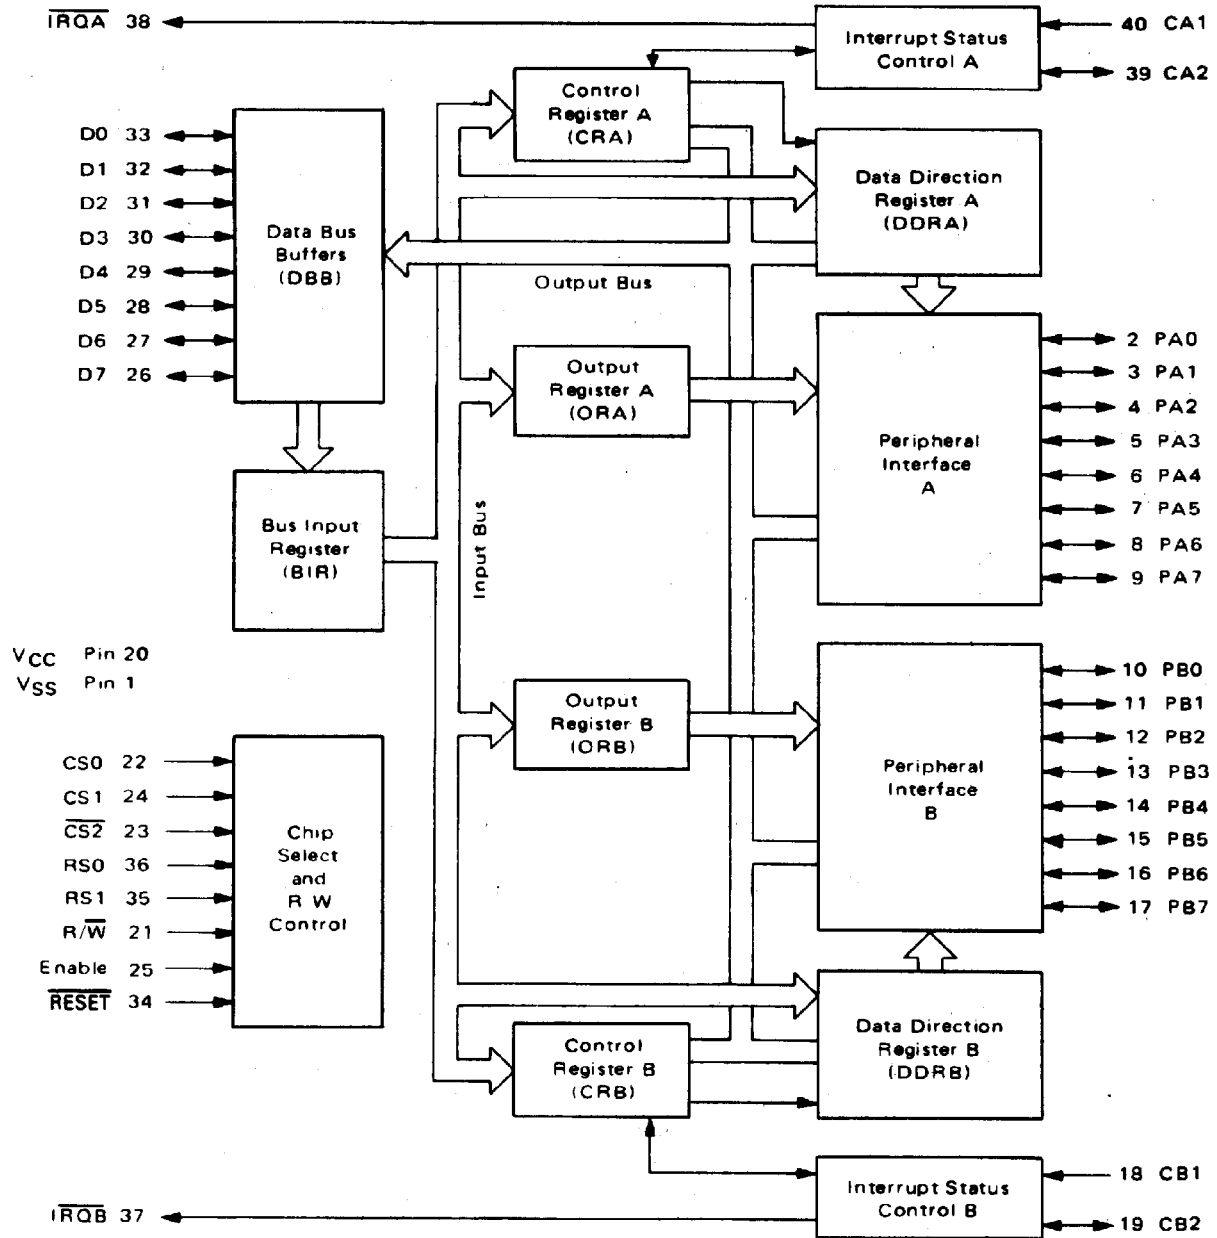 IRQA 38
Interrupt Status
Control A
40 CA1
39 CA2
Control
Register A
(CRA)
D0 33
D1 32
D2 31
D3 30
D4 29
D5 28
D6 27
D7 26
Data Bus
Buffers
(DBB)
Data Direction
Register A
(DDRA)
Output Bus
Output
Register A
(ORA)
Peripheral
Interface
A
2 PA0
3 PA1
4 PA2
5 PA3
6 PA4
7 PA5
8 PA6
9 PA7
Bus Input
Register
(BIR)
Input Bus
VCC Pin 20
VSS Pin 1
Output
Register B
(ORB)
Peripheral
Interface
B
10 PB0
11 PB1
12 PB2
13 PB3
14 PB4
15 PB5
16 PB6
17 PB7
CS0 22
CS1 24
CS2 23
RS0 36
RS1 35
R/W 21
Enable 25
RESET 34
Chip
Select
and
R W
Control
Control
Register B
(CRB)
Data Direction
Register B
(DDRB)
Interrupt Status
Control B
18 CB1
19 CB2
IRQB 37